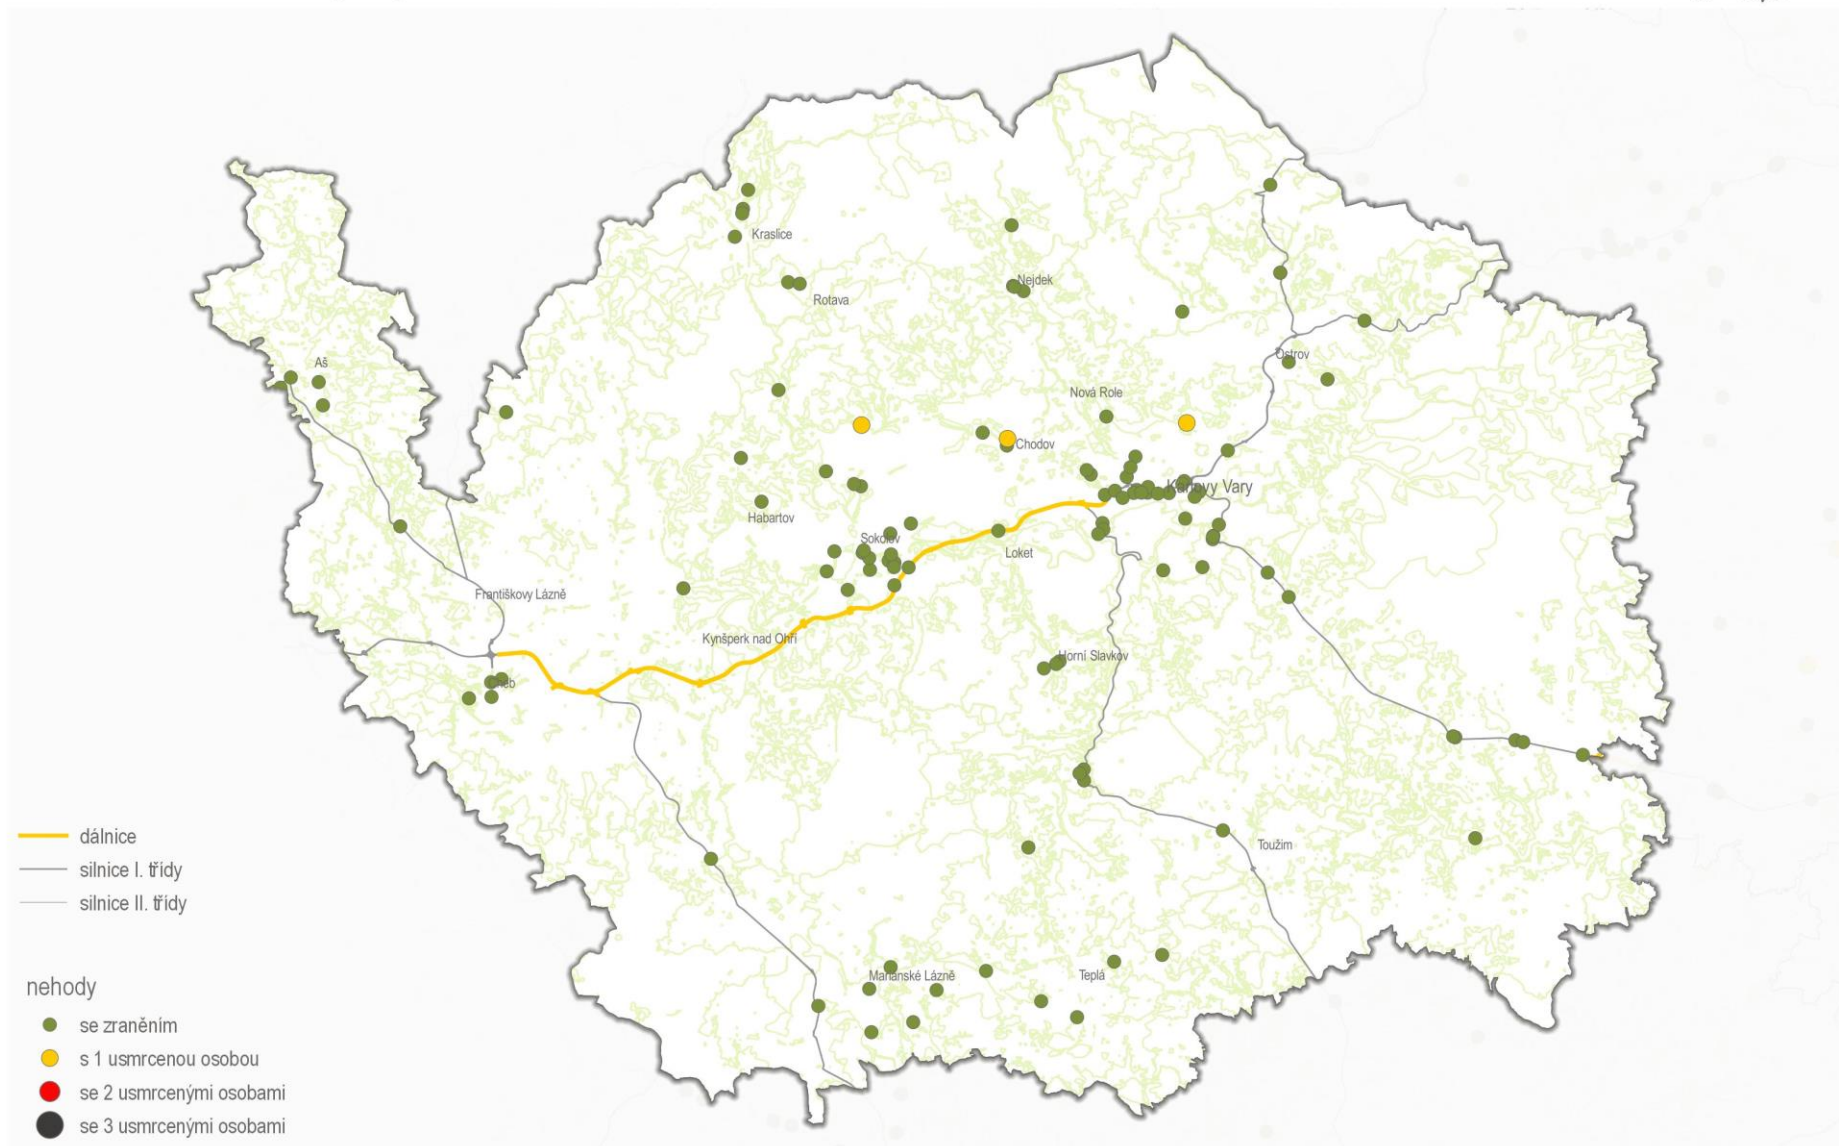 Kraslice
Rotava
Nejdek
Aš
Ostrov
Nová Role
Chodov
Karlovy Vary
Habartov
Sokolov
Loket
Františkovy Lázně
Kynšperk nad Ohří
Horní Slavkov
Cheb
Toužim
Mariánské Lázně
Teplá
dálnice
silnice I. třídy
silnice II. třídy
nehody
se zraněním
s 1 usmrcenou osobou
se 2 usmrcenými osobami
se 3 usmrcenými osobami